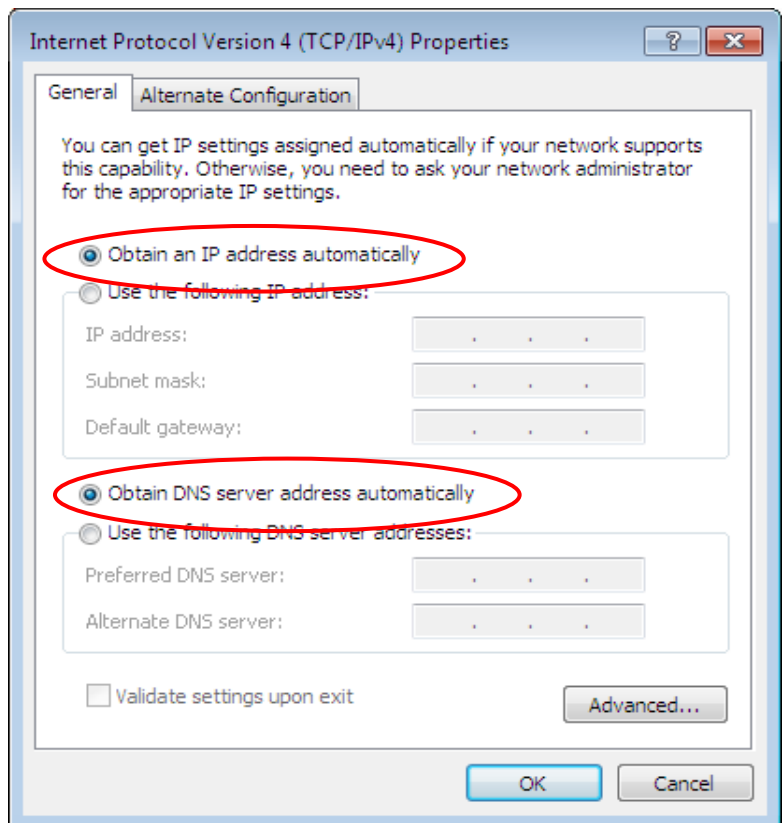 Internet Protocol Version 4 (TCP/IPv4) Properties
General
Alternate Configuration
You can get IP settings assigned automatically if your network supports
this capability. Otherwise, you need to ask your network administrator
for the appropriate IP settings.
Obtain an IP address automatically
Use the following IP address:
IP address:
Subnet mask:
Default gateway:
Obtain DNS server address automatically
Use the following DNS server addresses:
Preferred DNS server:
Alternate DNS server:
Validate settings upon exit
Advanced...
OK
Cancel